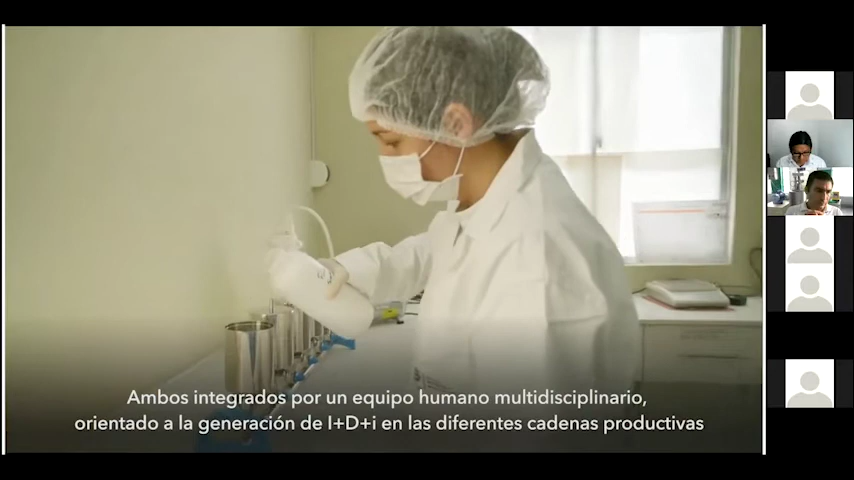 Ambos integrados por un equipo humano multidisciplinario,
orientado a la generación de I+D+i en las diferentes cadenas productivas